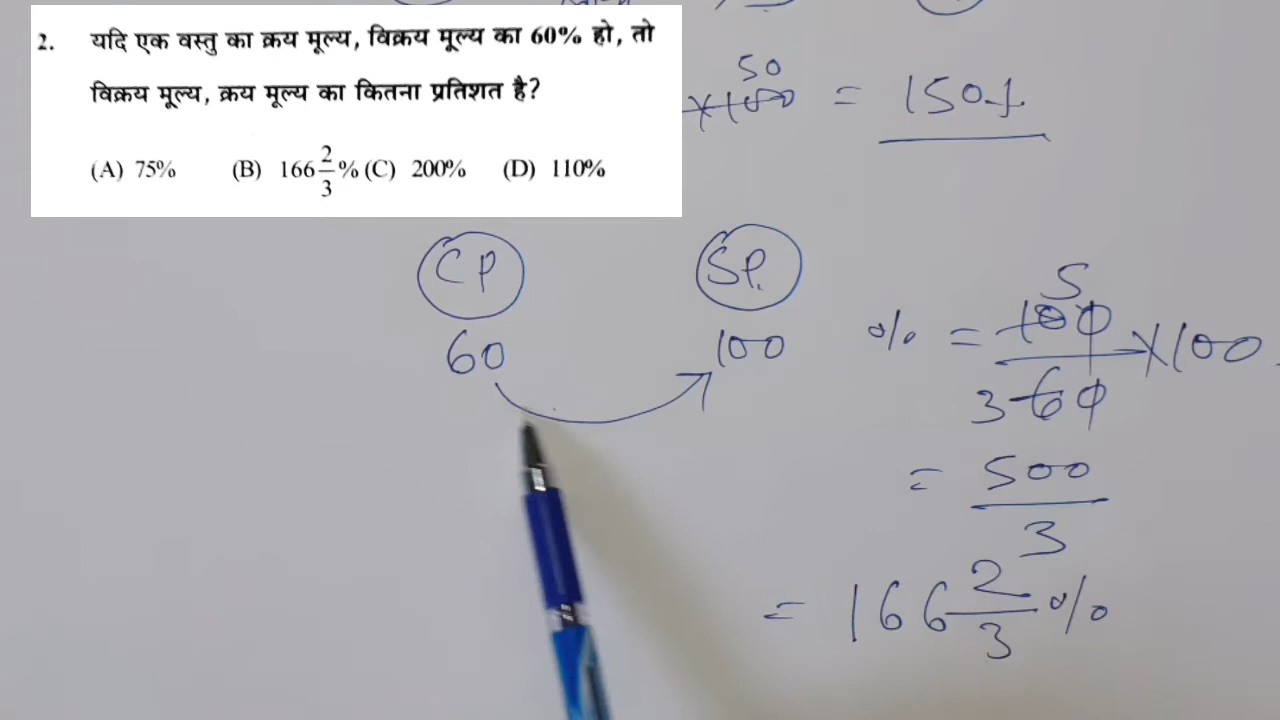 2. यदि एक वस्तु का क्रय मूल्य, विक्रय मूल्य का 60% हो, तो
विक्रय मूल्य, क्रय मूल्य का कितना प्रतिशत है?
(A) 75% (B) 166 2/3 % (C) 200% (D) 110%
50
×100 = 150%
CP SP.
60 100
5
% = 100/60 × 100
3
= 500/3
= 166 2/3 %